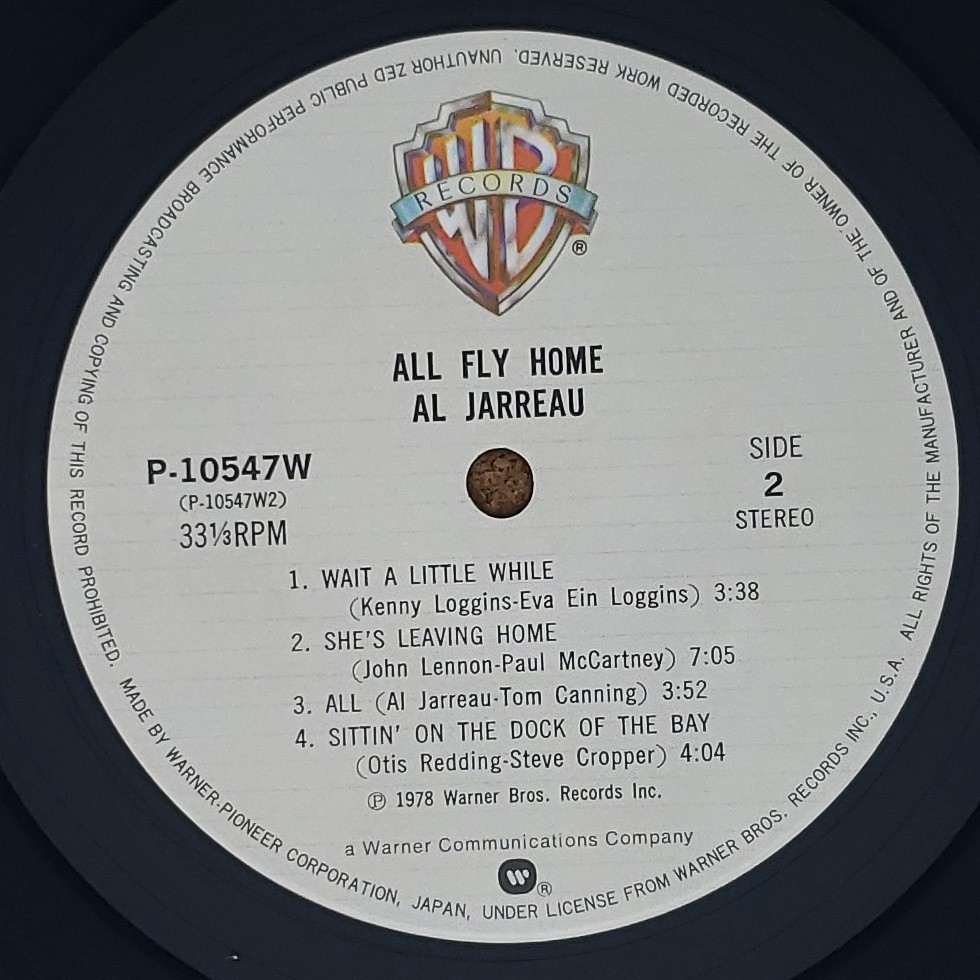 WB
RECORDS
®
ALL FLY HOME
AL JARREAU
P-10547W
(P-10547W2)
33⅓RPM
SIDE
2
STEREO
1. WAIT A LITTLE WHILE
(Kenny Loggins-Eva Ein Loggins) 3:38
2. SHE'S LEAVING HOME
(John Lennon-Paul McCartney) 7:05
3. ALL (Al Jarreau-Tom Canning) 3:52
4. SITTIN' ON THE DOCK OF THE BAY
(Otis Redding-Steve Cropper) 4:04
℗ 1978 Warner Bros. Records Inc.
a Warner Communications Company
W®
MADE BY WARNER-PIONEER CORPORATION, JAPAN, UNDER LICENSE FROM WARNER BROS. RECORDS INC., U.S.A. ALL RIGHTS OF THE MANUFACTURER AND OF THE OWNER OF THE RECORDED WORK RESERVED. UNAUTHOR ZED PUBLIC PERFORMANCE BROADCASTING AND COPYING OF THIS RECORD PROHIBITED.